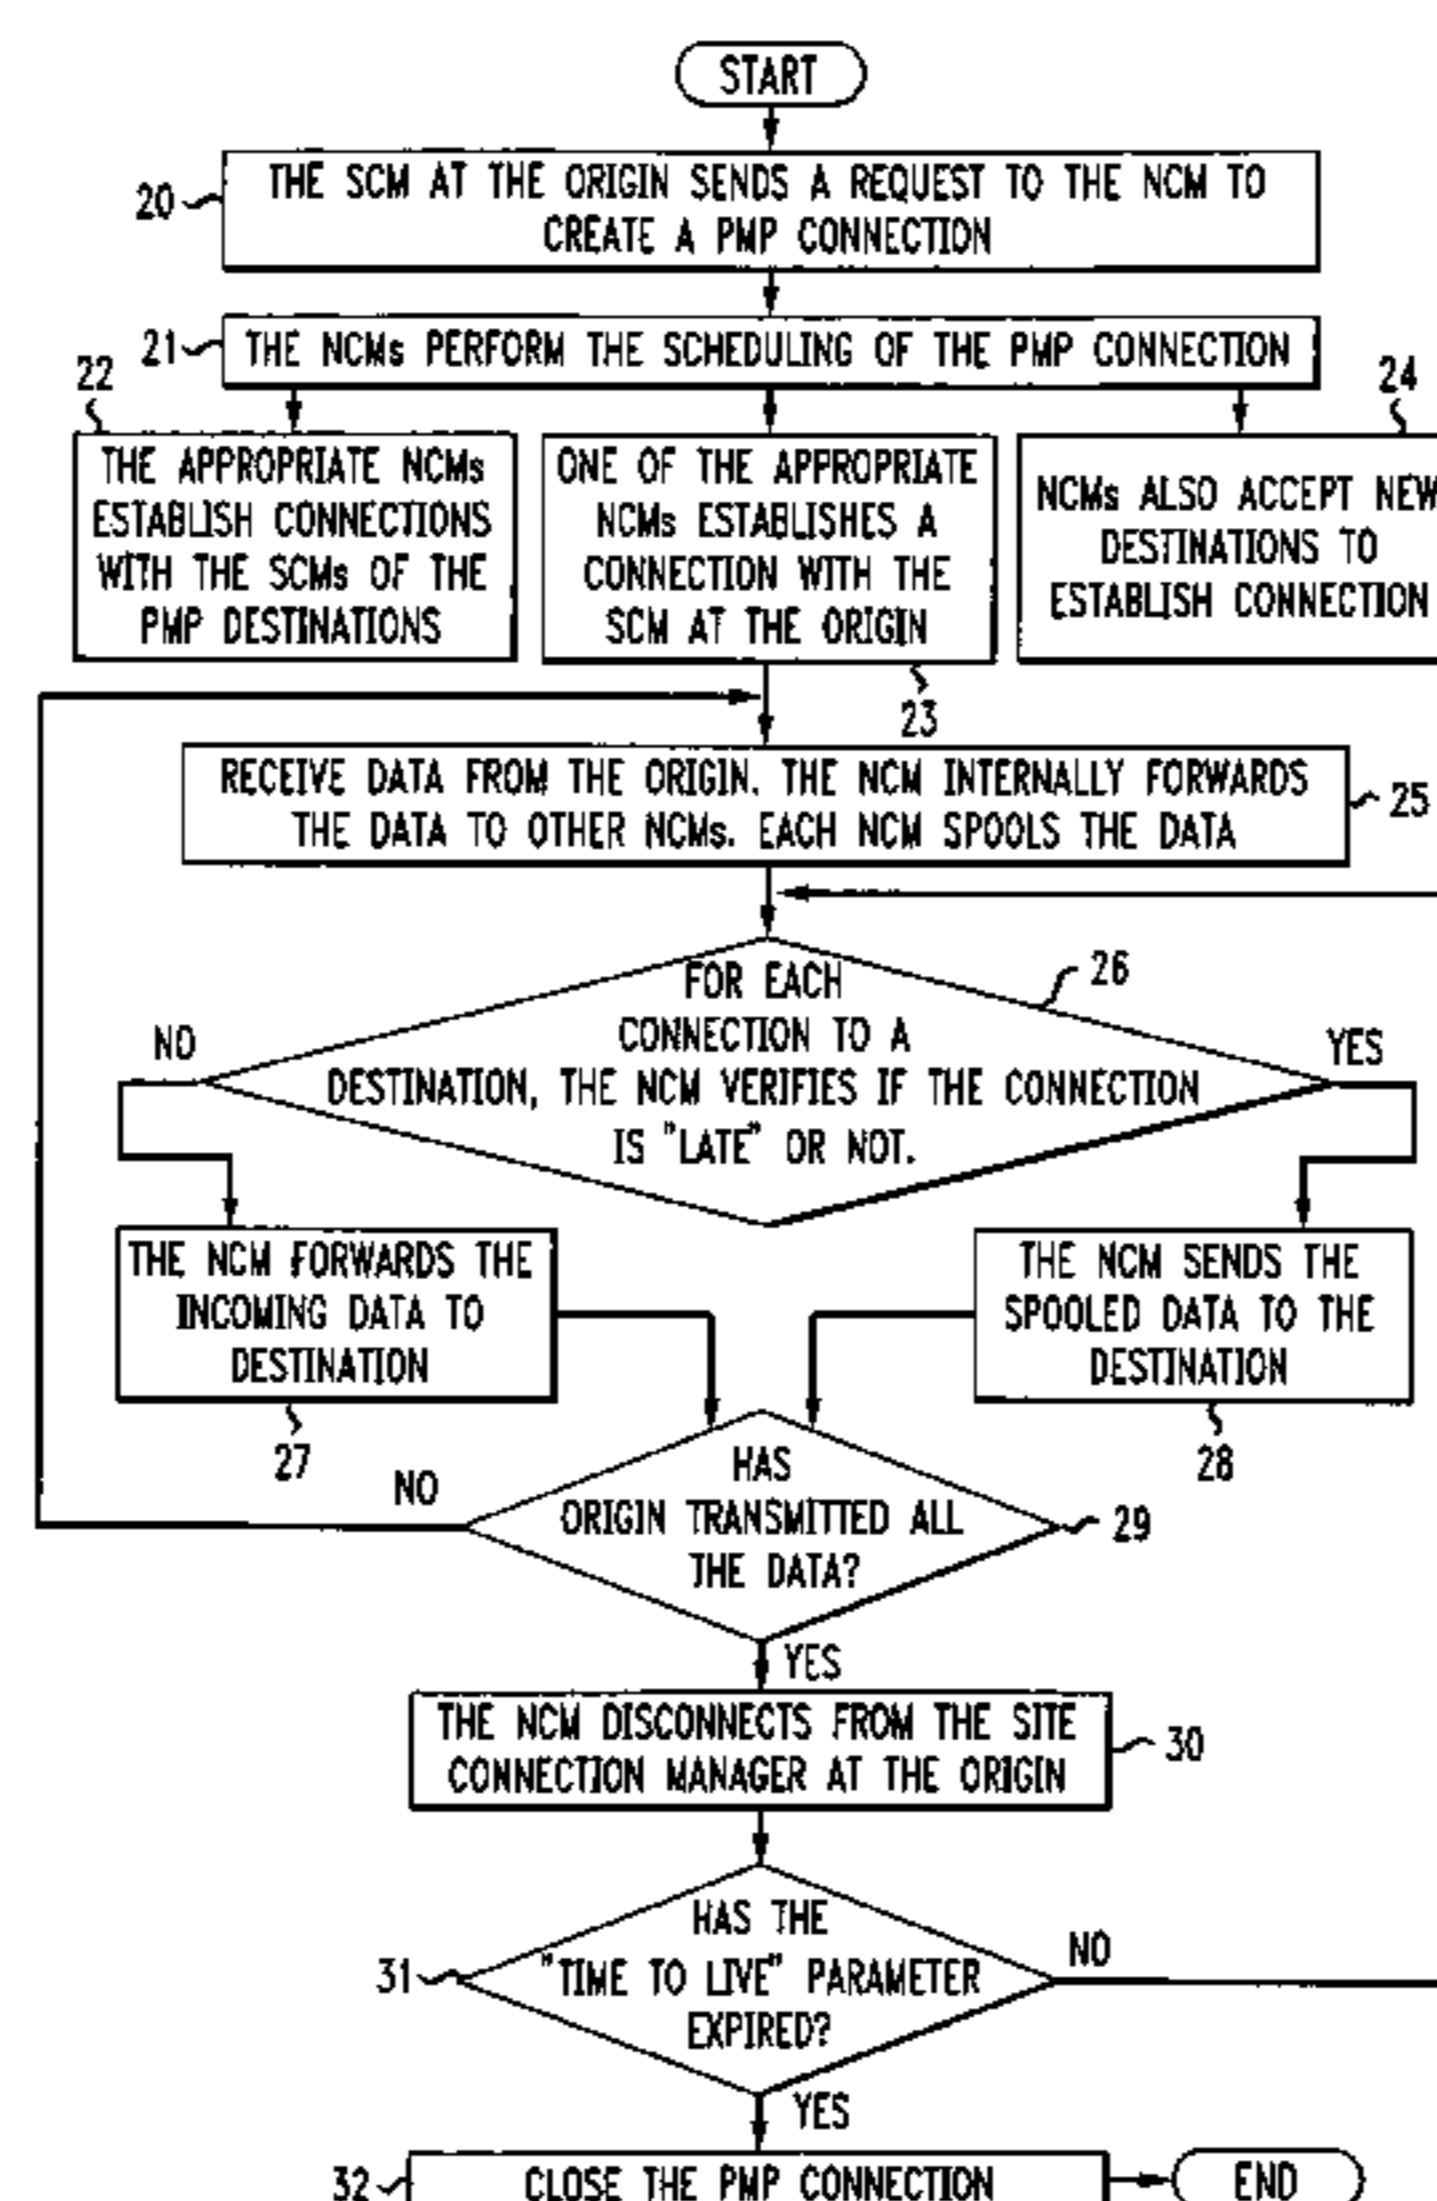 START
20
THE SCM AT THE ORIGIN SENDS A REQUEST TO THE NCM TO
CREATE A PMP CONNECTION
21
THE NCMs PERFORM THE SCHEDULING OF THE PMP CONNECTION
22
THE APPROPRIATE NCMs
ESTABLISH CONNECTIONS
WITH THE SCMs OF THE
PMP DESTINATIONS
ONE OF THE APPROPRIATE
NCMs ESTABLISHES A
CONNECTION WITH THE
SCM AT THE ORIGIN
23
24
NCMs ALSO ACCEPT NEW
DESTINATIONS TO
ESTABLISH CONNECTION
RECEIVE DATA FROM THE ORIGIN. THE NCM INTERNALLY FORWARDS
THE DATA TO OTHER NCMs. EACH NCM SPOOLS THE DATA
25
FOR EACH
CONNECTION TO A
DESTINATION, THE NCM VERIFIES IF THE CONNECTION
IS "LATE" OR NOT.
26
NO
YES
THE NCM FORWARDS THE
INCOMING DATA TO
DESTINATION
27
THE NCM SENDS THE
SPOOLED DATA TO THE
DESTINATION
28
HAS
ORIGIN TRANSMITTED ALL
THE DATA?
29
NO
YES
THE NCM DISCONNECTS FROM THE SITE
CONNECTION MANAGER AT THE ORIGIN
30
HAS THE
"TIME TO LIVE" PARAMETER
EXPIRED?
31
NO
YES
32
CLOSE THE PMP CONNECTION
END